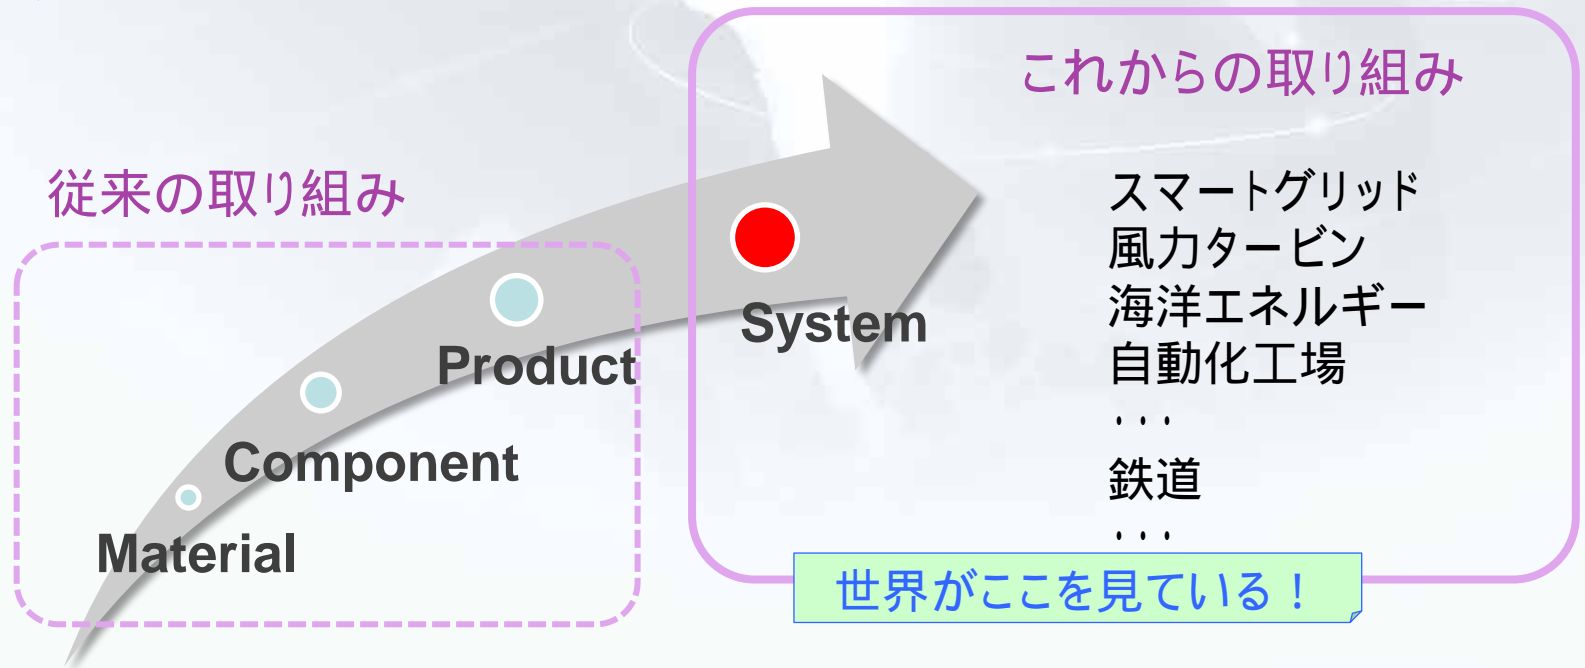 従来の取り組み
Material
Component
Product
これからの取り組み
System
スマートグリッド
風力タービン
海洋エネルギー
自動化工場
・・・
鉄道
・・・
世界がここを見ている！